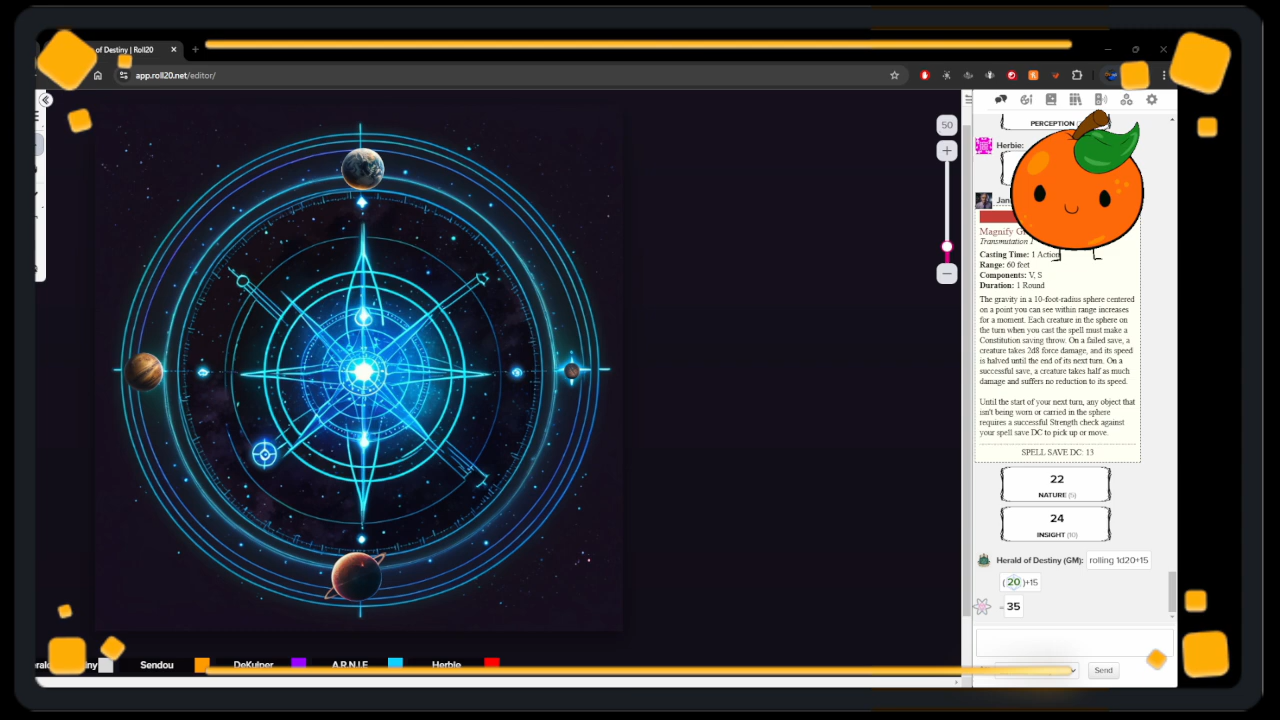 of Destiny | Roll20
app.roll20.net/editor/
50
PERCEPTION
Herbie:
Jan
Magnify G
Transmutation 1
Casting Time: 1 Action
Range: 60 feet
Components: V, S
Duration: 1 Round
The gravity in a 10-foot-radius sphere centered
on a point you can see within range increases
for a moment. Each creature in the sphere on
the turn when you cast the spell must make a
Constitution saving throw. On a failed save, a
creature takes 2d8 force damage, and its speed
is halved until the end of its next turn. On a
successful save, a creature takes half as much
damage and suffers no reduction to its speed.
Until the start of your next turn, any object that
isn't being worn or carried in the sphere
requires a successful Strength check against
your spell save DC to pick up or move.
SPELL SAVE DC: 13
22
NATURE (5)
24
INSIGHT (10)
Herald of Destiny (GM): rolling 1d20+15
(20)+15
= 35
Send
Sendou DeKulper A.R.N.I.E Herbie